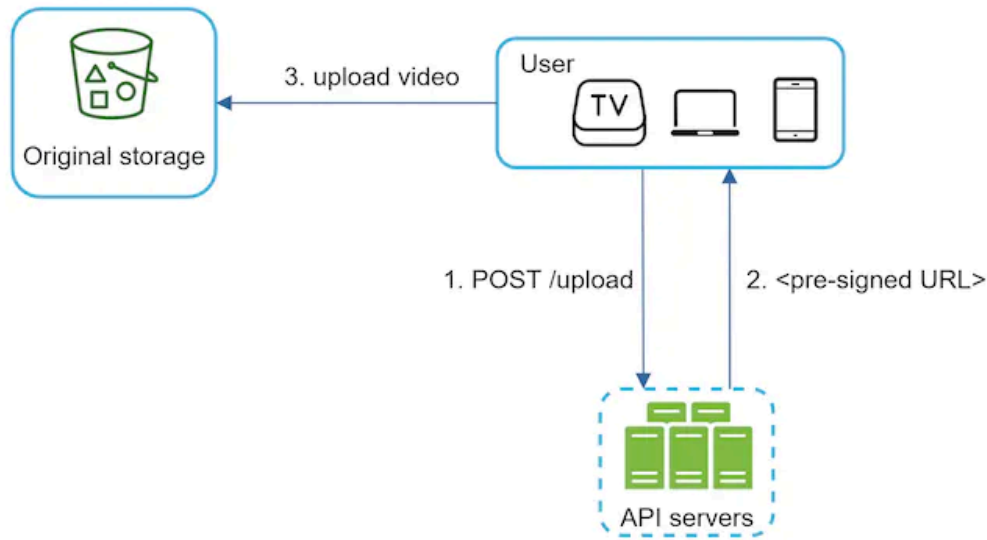 3. upload video
User
TV
Original storage
1. POST /upload
2. <pre-signed URL>
API servers